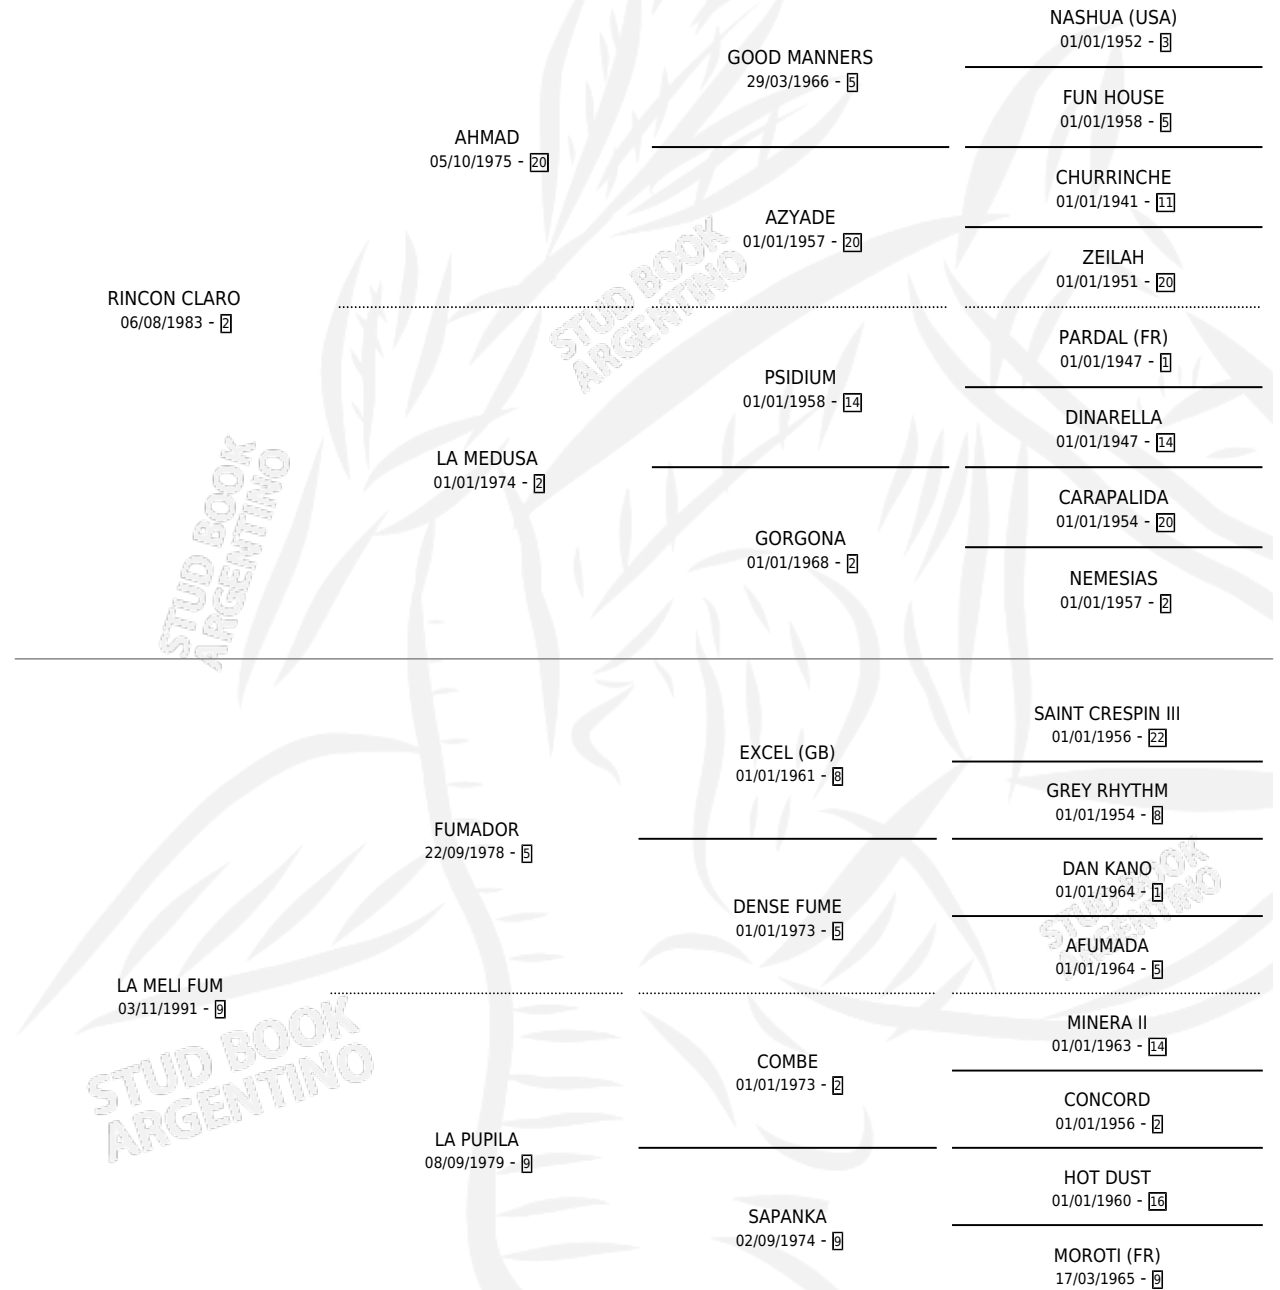 NASHUA (USA)
01/01/1952 - 3
GOOD MANNERS
29/03/1966 - 5
FUN HOUSE
01/01/1958 - 5
AHMAD
05/10/1975 - 20
CHURRINCHE
01/01/1941 - 11
AZYADE
01/01/1957 - 20
ZEILAH
01/01/1951 - 20
RINCON CLARO
06/08/1983 - 2
STUD BOOK
ARGENTINO
PARDAL (FR)
01/01/1947 - 1
PSIDIUM
01/01/1958 - 14
DINARELLA
01/01/1947 - 14
LA MEDUSA
01/01/1974 - 2
CARAPALIDA
01/01/1954 - 20
GORGONA
01/01/1968 - 2
NEMESIAS
01/01/1957 - 2
STUD BOOK
ARGENTINO
SAINT CRESPIN III
01/01/1956 - 22
EXCEL (GB)
01/01/1961 - 8
GREY RHYTHM
01/01/1954 - 8
FUMADOR
22/09/1978 - 5
DAN KANO
01/01/1964 - 1
DENSE FUME
01/01/1973 - 5
STUD BOOK
ARGENTINO
AFUMADA
01/01/1964 - 5
LA MELI FUM
03/11/1991 - 9
STUD BOOK
ARGENTINO
MINERA II
01/01/1963 - 14
COMBE
01/01/1973 - 2
CONCORD
01/01/1956 - 2
LA PUPILA
08/09/1979 - 9
HOT DUST
01/01/1960 - 16
SAPANKA
02/09/1974 - 9
MOROTI (FR)
17/03/1965 - 9